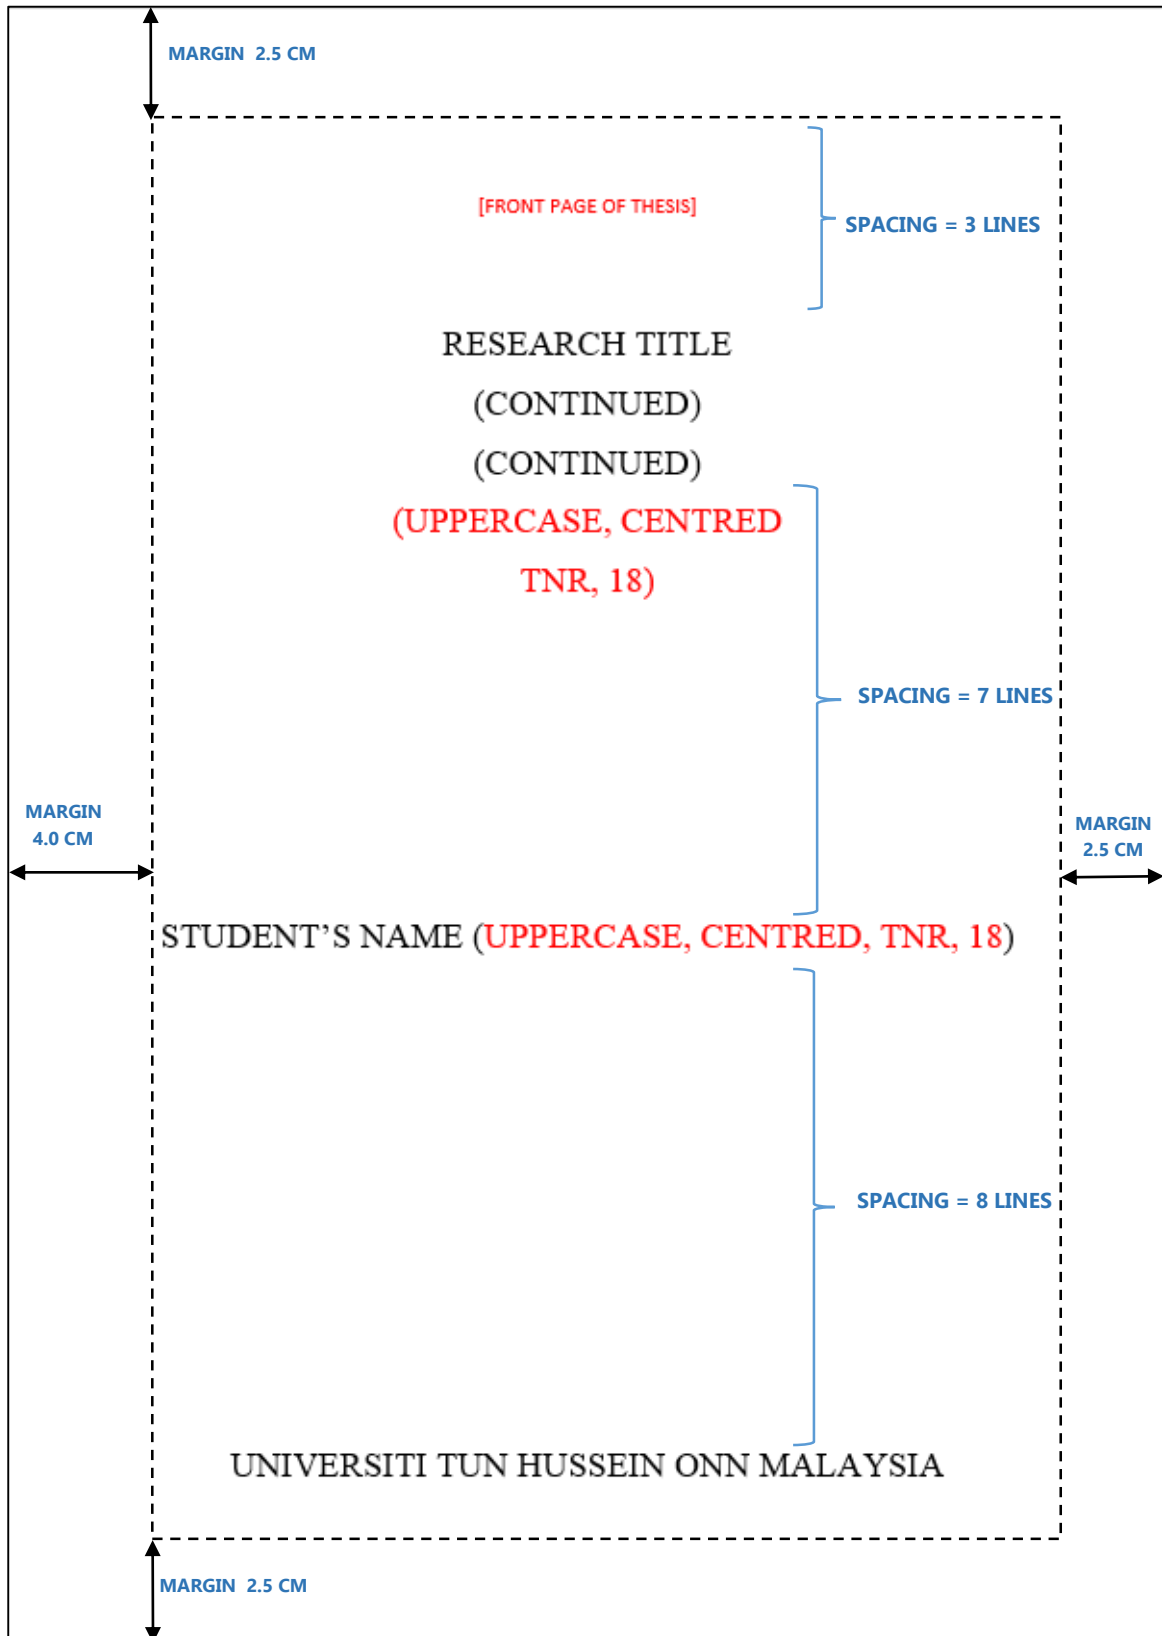 MARGIN  2.5 CM
[FRONT PAGE OF THESIS]
SPACING = 3 LINES
RESEARCH TITLE
(CONTINUED)
(CONTINUED)
(UPPERCASE, CENTRED
TNR, 18)
SPACING = 7 LINES
MARGIN
4.0 CM
MARGIN
2.5 CM
STUDENT’S NAME (UPPERCASE, CENTRED, TNR, 18)
SPACING = 8 LINES
UNIVERSITI TUN HUSSEIN ONN MALAYSIA
MARGIN  2.5 CM